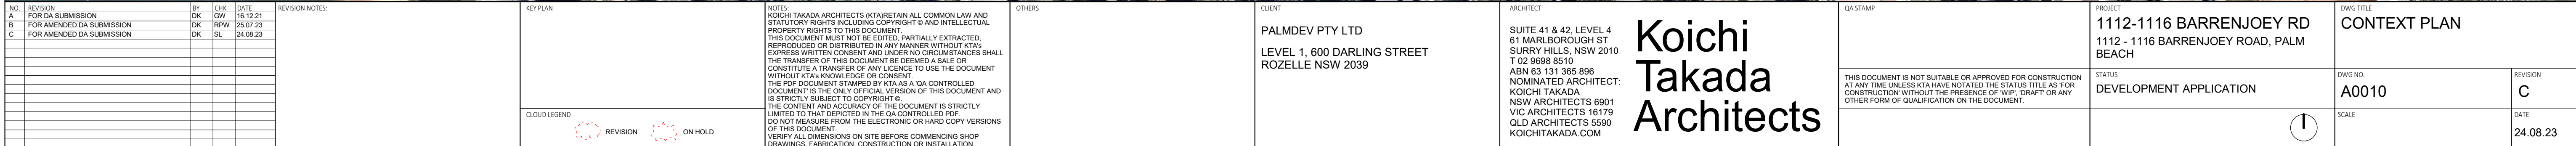 NO. REVISION BY CHK DATE
A FOR DA SUBMISSION DK GW 16.12.21
B FOR AMENDED DA SUBMISSION DK RPW 25.07.23
C FOR AMENDED DA SUBMISSION DK SL 24.08.23
REVISION NOTES:
KEY PLAN
CLOUD LEGEND
REVISION ON HOLD
NOTES:
KOICHI TAKADA ARCHITECTS (KTA)RETAIN ALL COMMON LAW AND
STATUTORY RIGHTS INCLUDING COPYRIGHT © AND INTELLECTUAL
PROPERTY RIGHTS TO THIS DOCUMENT.
THIS DOCUMENT MUST NOT BE EDITED, PARTIALLY EXTRACTED,
REPRODUCED OR DISTRIBUTED IN ANY MANNER WITHOUT KTA's
EXPRESS WRITTEN CONSENT AND UNDER NO CIRCUMSTANCES SHALL
THE TRANSFER OF THIS DOCUMENT BE DEEMED A SALE OR
CONSTITUTE A TRANSFER OF ANY LICENCE TO USE THE DOCUMENT
WITHOUT KTA's KNOWLEDGE OR CONSENT.
THE PDF DOCUMENT STAMPED BY KTA AS A 'QA CONTROLLED
DOCUMENT' IS THE ONLY OFFICIAL VERSION OF THIS DOCUMENT AND
IS STRICTLY SUBJECT TO COPYRIGHT ©.
THE CONTENT AND ACCURACY OF THE DOCUMENT IS STRICTLY
LIMITED TO THAT DEPICTED IN THE QA CONTROLLED PDF.
DO NOT MEASURE FROM THE ELECTRONIC OR HARD COPY VERSIONS
OF THIS DOCUMENT.
VERIFY ALL DIMENSIONS ON SITE BEFORE COMMENCING SHOP
DRAWINGS, FABRICATION, CONSTRUCTION OR INSTALLATION.
OTHERS
CLIENT
PALMDEV PTY LTD
LEVEL 1, 600 DARLING STREET
ROZELLE NSW 2039
ARCHITECT
SUITE 41 & 42, LEVEL 4
61 MARLBOROUGH ST
SURRY HILLS, NSW 2010
T 02 9698 8510
ABN 63 131 365 896
NOMINATED ARCHITECT:
KOICHI TAKADA
NSW ARCHITECTS 6901
VIC ARCHITECTS 16179
QLD ARCHITECTS 5590
KOICHITAKADA.COM
Koichi
Takada
Architects
QA STAMP
THIS DOCUMENT IS NOT SUITABLE OR APPROVED FOR CONSTRUCTION
AT ANY TIME UNLESS KTA HAVE NOTATED THE STATUS TITLE AS 'FOR
CONSTRUCTION' WITHOUT THE PRESENCE OF 'WIP', 'DRAFT' OR ANY
OTHER FORM OF QUALIFICATION ON THE DOCUMENT.
PROJECT
1112-1116 BARRENJOEY RD
1112 - 1116 BARRENJOEY ROAD, PALM
BEACH
STATUS
DEVELOPMENT APPLICATION
DWG TITLE
CONTEXT PLAN
DWG NO.
A0010
REVISION
C
SCALE
DATE
24.08.23